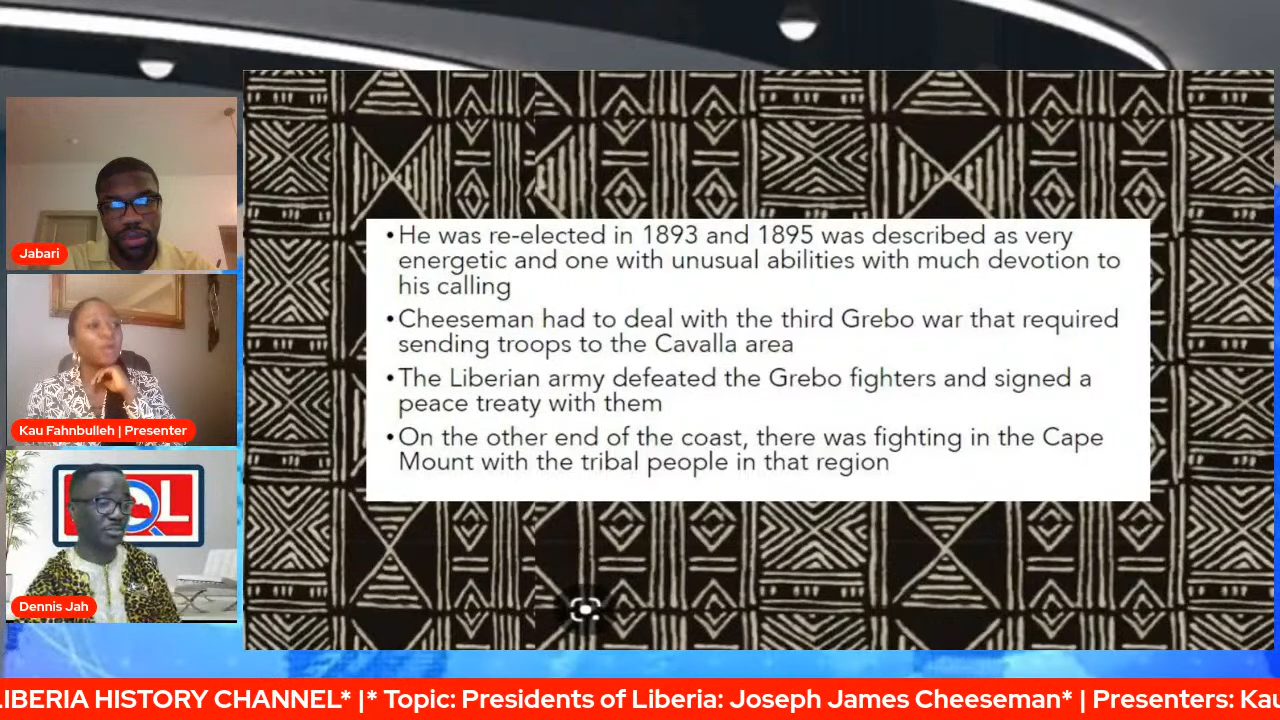 Jabari
Kau Fahnbulleh | Presenter
Dennis Jah
•He was re-elected in 1893 and 1895 was described as very
energetic and one with unusual abilities with much devotion to
his calling
•Cheeseman had to deal with the third Grebo war that required
sending troops to the Cavalla area
•The Liberian army defeated the Grebo fighters and signed a
peace treaty with them
•On the other end of the coast, there was fighting in the Cape
Mount with the tribal people in that region
LIBERIA HISTORY CHANNEL* |* Topic: Presidents of Liberia: Joseph James Cheeseman* | Presenters: Kau